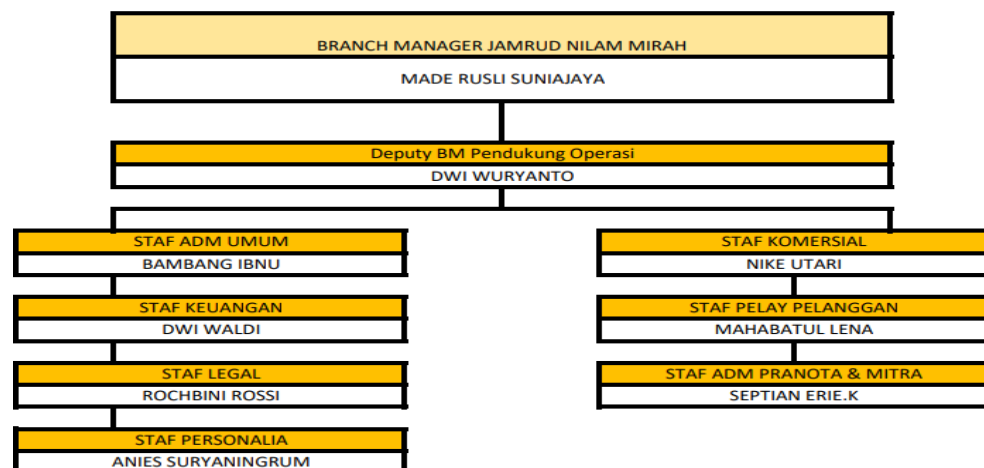 BRANCH MANAGER JAMRUD NILAM MIRAH
MADE RUSLI SUNIAJAYA
Deputy BM Pendukung Operasi
DWI WURYANTO
STAF ADM UMUM
BAMBANG IBNU
STAF KEUANGAN
DWI WALDI
STAF LEGAL
ROCHBINI ROSSI
STAF PERSONALIA
ANIES SURYANINGRUM
STAF KOMERSIAL
NIKE UTARI
STAF PELAY PELANGGAN
MAHABATUL LENA
STAF ADM PRANOTA & MITRA
SEPTIAN ERIE.K